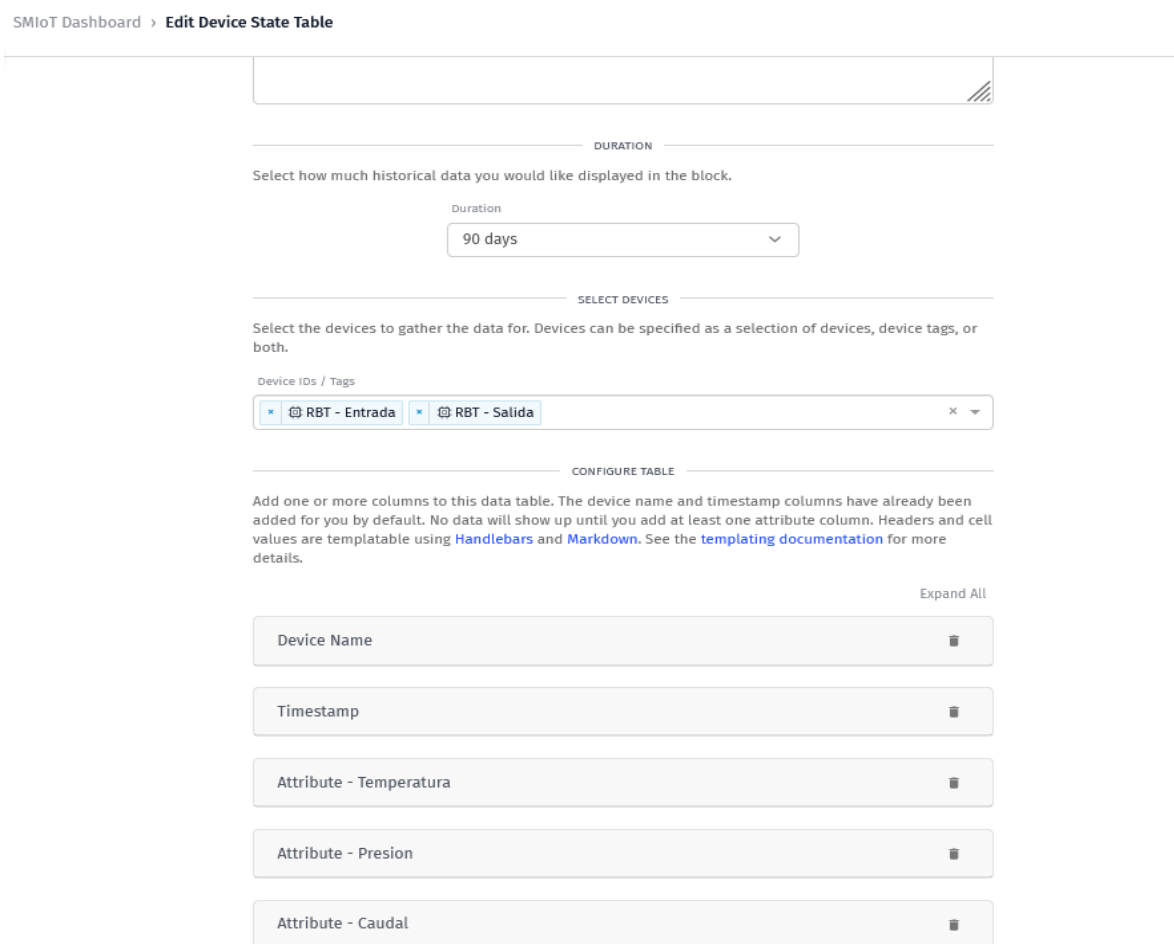 SMIoT Dashboard › Edit Device State Table
DURATION
Select how much historical data you would like displayed in the block.
Duration
90 days
SELECT DEVICES
Select the devices to gather the data for. Devices can be specified as a selection of devices, device tags, or
both.
Device IDs / Tags
× RBT - Entrada × RBT - Salida ×
CONFIGURE TABLE
Add one or more columns to this data table. The device name and timestamp columns have already been
added for you by default. No data will show up until you add at least one attribute column. Headers and cell
values are templatable using Handlebars and Markdown. See the templating documentation for more
details.
Expand All
Device Name
Timestamp
Attribute - Temperatura
Attribute - Presion
Attribute - Caudal